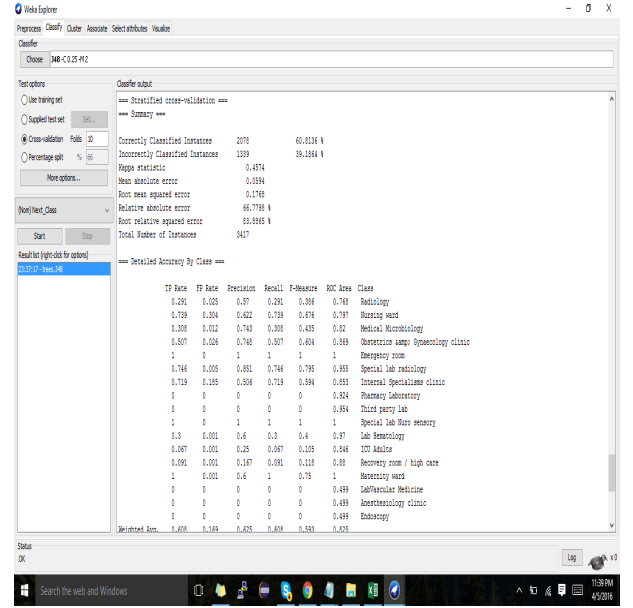 Weka Explorer
Preprocess Classify Cluster Associate Select attributes Visualize
Classifier
Choose J48 -C 0.25 -M 2
Test options
Use training set
Supplied test set Set...
Cross-validation Folds 10
Percentage split % 66
More options...
(Nom) Next_Class
Start Stop
Result list (right-click for options)
23:37:17 - trees.J48
Classifier output
=== Stratified cross-validation ===
=== Summary ===
Correctly Classified Instances 2078 60.8136 %
Incorrectly Classified Instances 1339 39.1864 %
Kappa statistic 0.4574
Mean absolute error 0.0594
Root mean squared error 0.1768
Relative absolute error 66.7798 %
Root relative squared error 83.8865 %
Total Number of Instances 3417
=== Detailed Accuracy By Class ===
TP Rate FP Rate Precision Recall F-Measure ROC Area Class
0.291 0.025 0.57 0.291 0.386 0.768 Radiology
0.739 0.304 0.622 0.739 0.676 0.797 Nursing ward
0.308 0.012 0.743 0.308 0.435 0.82 Medical Microbiology
0.507 0.026 0.748 0.507 0.604 0.869 Obstetrics &amp; Gynaecology clinic
1 0 1 1 1 1 Emergency room
0.746 0.005 0.851 0.746 0.795 0.955 Special lab radiology
0.719 0.185 0.506 0.719 0.594 0.853 Internal Specialisms clinic
0 0 0 0 0 0.924 Pharmacy Laboratory
0 0 0 0 0 0.954 Third party lab
1 0 1 1 1 1 Special lab Nuro sensory
0.3 0.001 0.6 0.3 0.4 0.97 Lab Hematology
0.067 0.001 0.25 0.067 0.105 0.846 ICU Adults
0.091 0.001 0.167 0.091 0.118 0.88 Recovery room / high care
1 0.001 0.6 1 0.75 1 Maternity ward
0 0 0 0 0 0.499 LabVascular Medicine
0 0 0 0 0 0.499 Anesthesiology clinic
0 0 0 0 0 0.499 Endoscopy
Weighted Avg. 0.608 0.169 0.625 0.608 0.593 0.825
Status
OK
Log x 0
Search the web and Windows
11:39 PM
4/5/2016